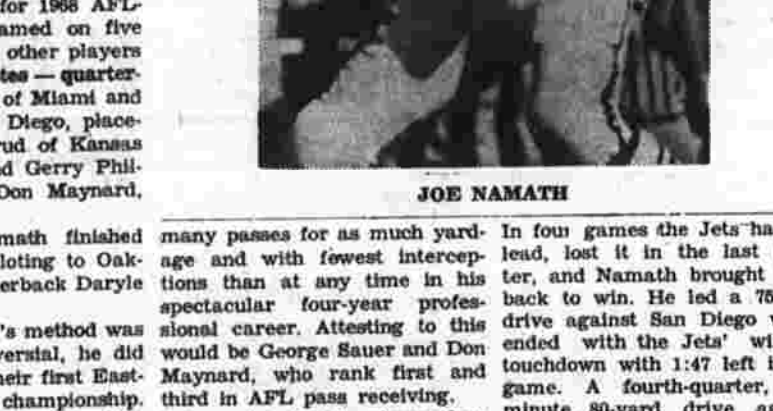 for 1968 AFL-
amed on five
other players
tes — quarter-
of Miami and
Diego, place-
rud of Kansas
d Gerry Phil-
Don Maynard,
math finished
loting to Oak-
erback Daryle
's method was
versial, he did
heir first East-
championship.
JOE NAMATH
many passes for as much yard-
age and with fewest intercep-
tions than at any time in his
spectacular four-year profes-
sional career. Attesting to this
would be George Sauer and Don
Maynard, who rank first and
third in AFL pass receiving.
In four games the Jets ha
lead, lost it in the last
ter, and Namath brought
back to win. He led a 75
drive against San Diego
ended with the Jets' wi
touchdown with 1:47 left i
game. A fourth-quarter,
minute 80-yard drive